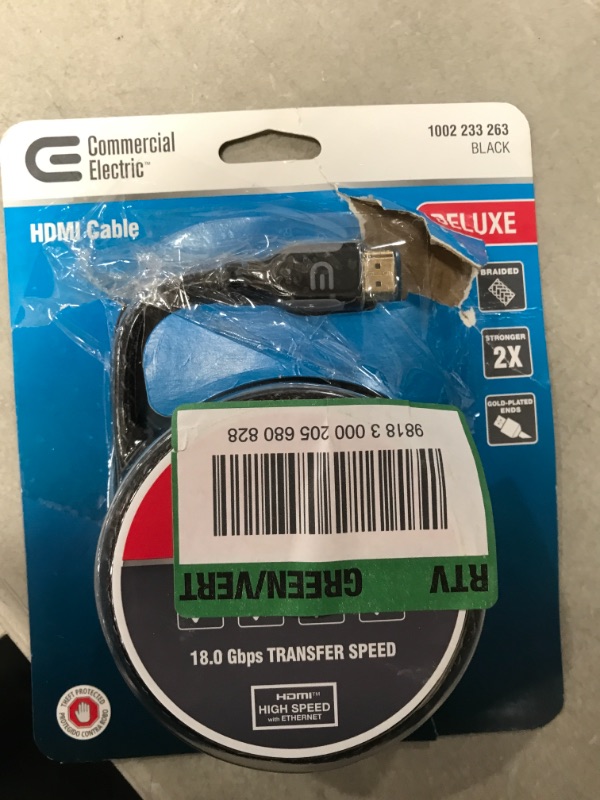 Commercial
Electric™
1002 233 263
BLACK
HDMI Cable
DELUXE
BRAIDED
STRONGER
2X
GOLD-PLATED
ENDS
9818 3 000 205 680 828
RTV
GREEN/VERT
18.0 Gbps TRANSFER SPEED
HDMI™
HIGH SPEED
with ETHERNET
THEFT PROTECTED
PROTEGIDO CONTRA ROBO